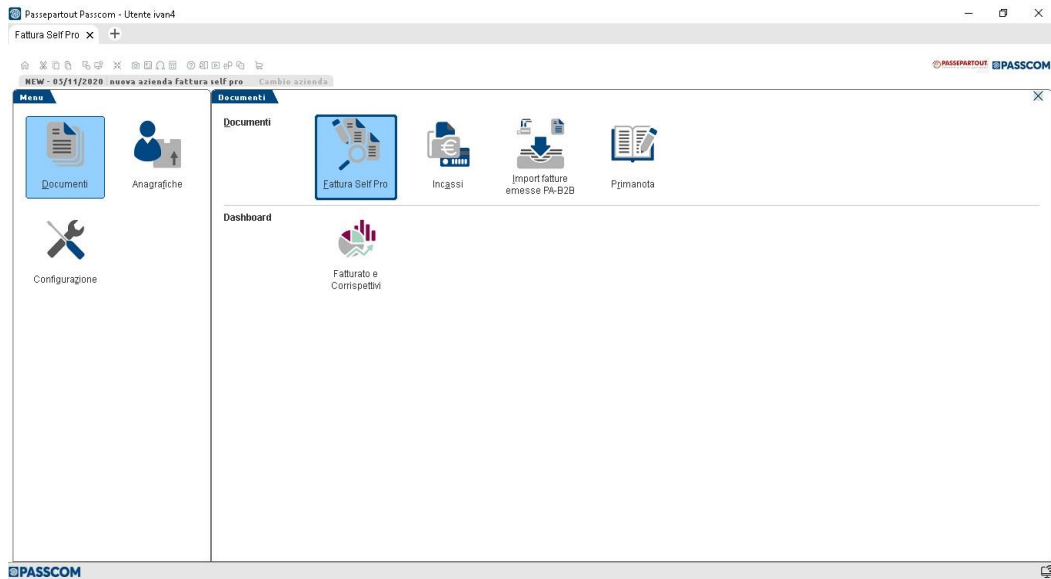 Passepartout Passcom - Utente ivan4
Fattura Self Pro
NEW - 05/11/2020 nuova azienda fattura self pro Cambio azienda
PASSEPARTOUT PASSCOM
Menu
Documenti
Documenti
Anagrafiche
Configurazione
Documenti
Fattura Self Pro
Incassi
Import fatture
emesse PA-B2B
Primanota
Dashboard
Fatturato e
Corrispettivi
PASSCOM